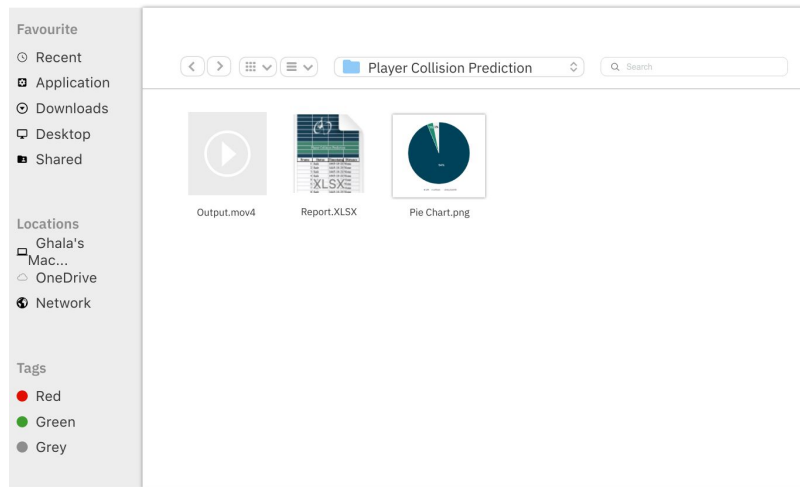 Favourite
Recent
Application
Downloads
Desktop
Shared
Locations
Ghala's
Mac...
OneDrive
Network
Tags
Red
Green
Grey
Player Collision Prediction
Search
XLSX
Output.mov4
Report.XLSX
Pie Chart.png